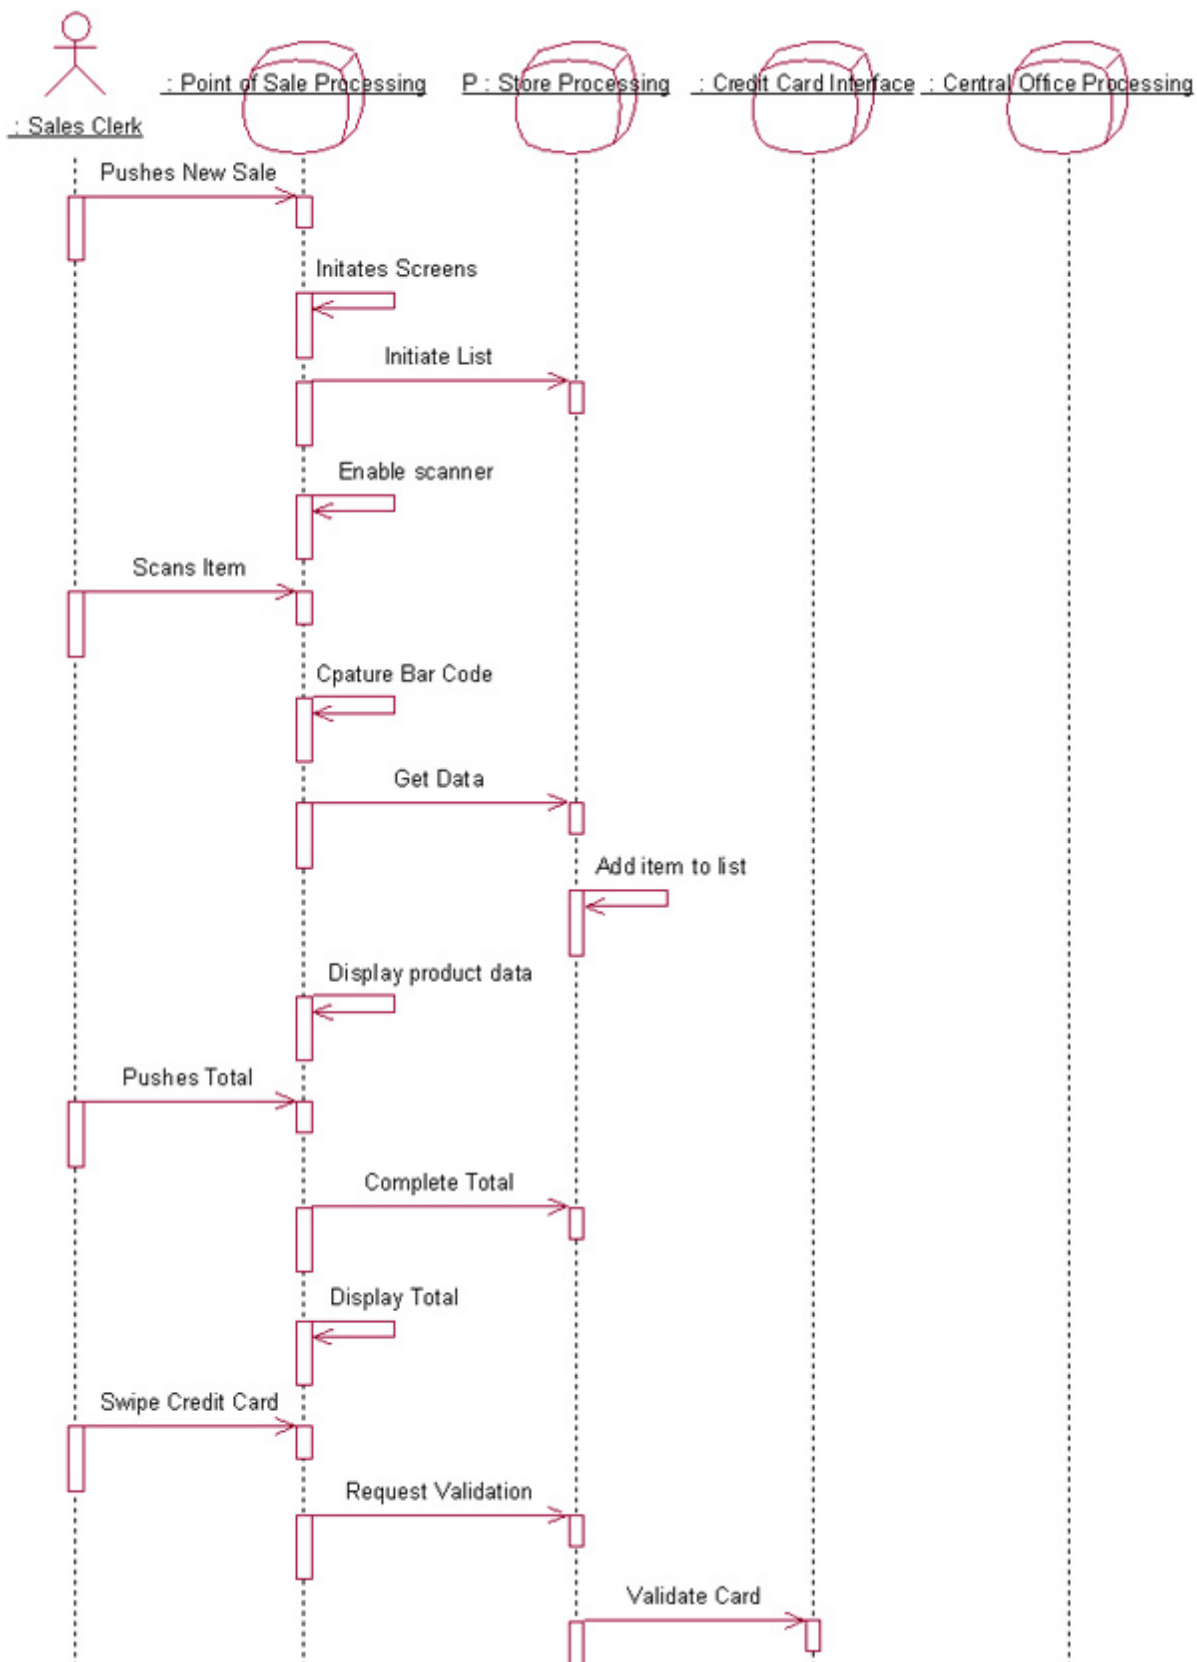 : Point of Sale Processing
P : Store Processing
: Credit Card Interface
: Central Office Processing
: Sales Clerk
Pushes New Sale
Initates Screens
Initiate List
Enable scanner
Scans Item
Cpature Bar Code
Get Data
Add item to list
Display product data
Pushes Total
Complete Total
Display Total
Swipe Credit Card
Request Validation
Validate Card